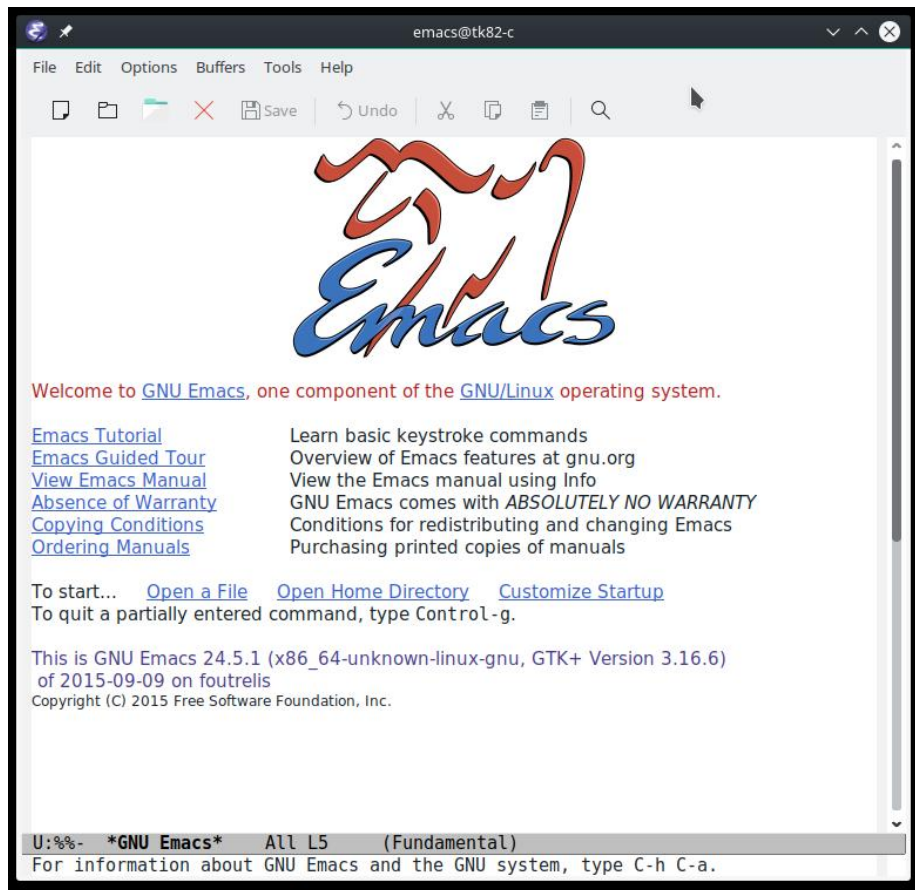 emacs@tk82-c
File Edit Options Buffers Tools Help
Save Undo
Emacs
Welcome to GNU Emacs, one component of the GNU/Linux operating system.
Emacs Tutorial Learn basic keystroke commands
Emacs Guided Tour Overview of Emacs features at gnu.org
View Emacs Manual View the Emacs manual using Info
Absence of Warranty GNU Emacs comes with ABSOLUTELY NO WARRANTY
Copying Conditions Conditions for redistributing and changing Emacs
Ordering Manuals Purchasing printed copies of manuals
To start... Open a File Open Home Directory Customize Startup
To quit a partially entered command, type Control-g.
This is GNU Emacs 24.5.1 (x86_64-unknown-linux-gnu, GTK+ Version 3.16.6)
of 2015-09-09 on foutrelis
Copyright (C) 2015 Free Software Foundation, Inc.
U:%%- *GNU Emacs* All L5 (Fundamental)
For information about GNU Emacs and the GNU system, type C-h C-a.